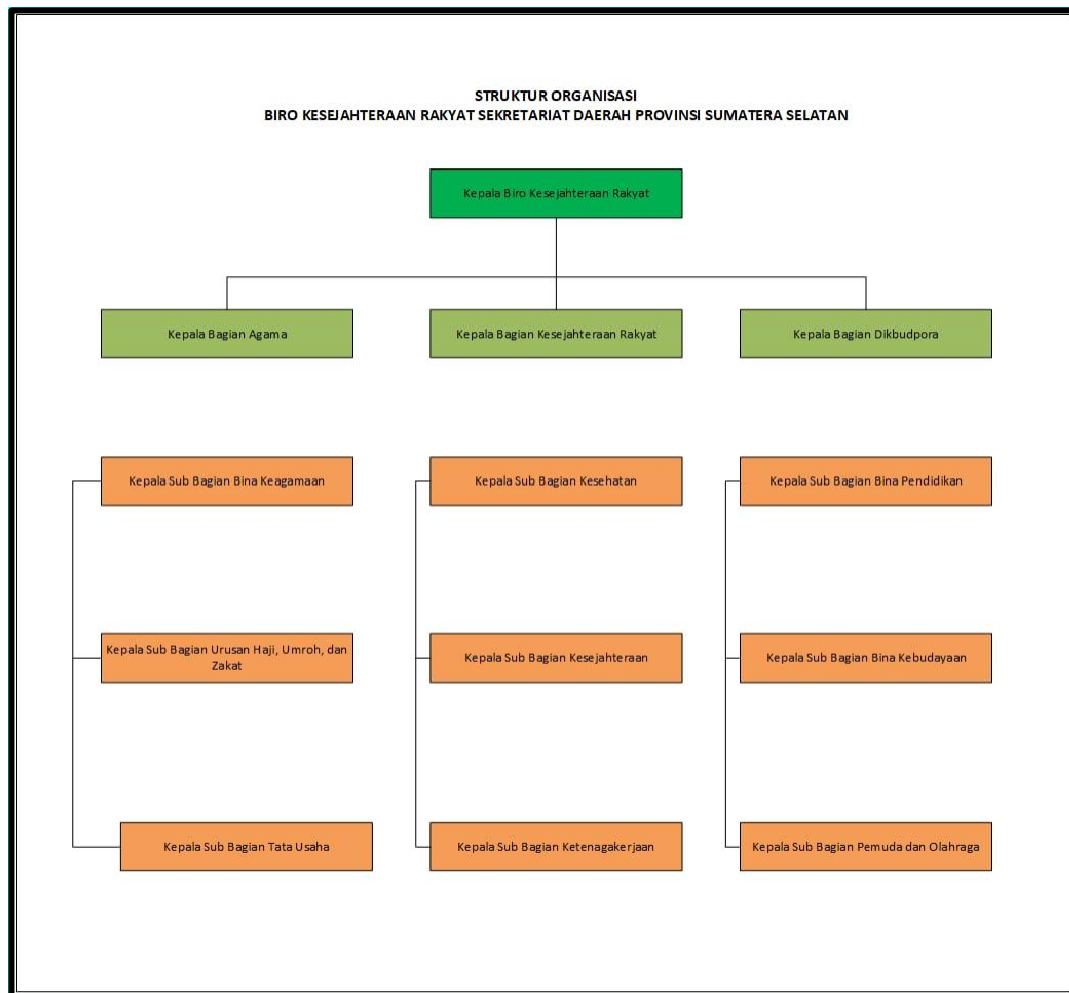 STRUKTUR ORGANISASI
BIRO KESEJAHTERAAN RAKYAT SEKRETARIAT DAERAH PROVINSI SUMATERA SELATAN
Kepala Biro Kesejahteraan Rakyat
Kepala Bagian Agama
Kepala Bagian Kesejahteraan Rakyat
Kepala Bagian Dikbudpora
Kepala Sub Bagian Bina Keagamaan
Kepala Sub Bagian Kesehatan
Kepala Sub Bagian Bina Pendidikan
Kepala Sub Bagian Urusan Haji, Umroh, dan
Zakat
Kepala Sub Bagian Kesejahteraan
Kepala Sub Bagian Bina Kebudayaan
Kepala Sub Bagian Tata Usaha
Kepala Sub Bagian Ketenagakerjaan
Kepala Sub Bagian Pemuda dan Olahraga